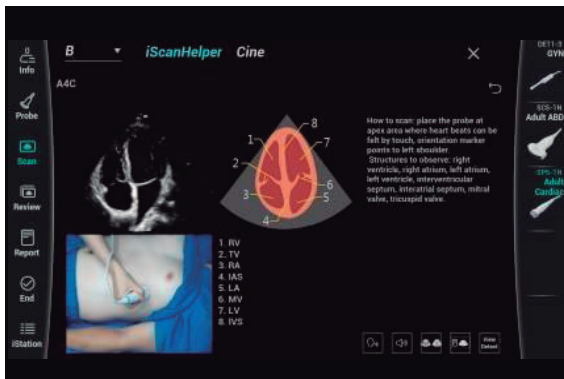 0
Info
Probe
Scan
Review
Report
End
iStation
B
iScanHelper
Cine
A4C
1
2
3
4
5
6
7
8
1. RV
2. TV
3. RA
4. IAS
5. LA
6. MV
7. LV
8. IVS
How to scan: place the probe at
apex area where heart beats can be
felt by touch, orientation marker
points to left shoulder.
Structures to observe: right
ventricle, right atrium, left atrium,
left ventricle, interventricular
septum, interatrial septum, mitral
valve, tricuspid valve.
GYN
Adult ABD
Adult
Cardiac